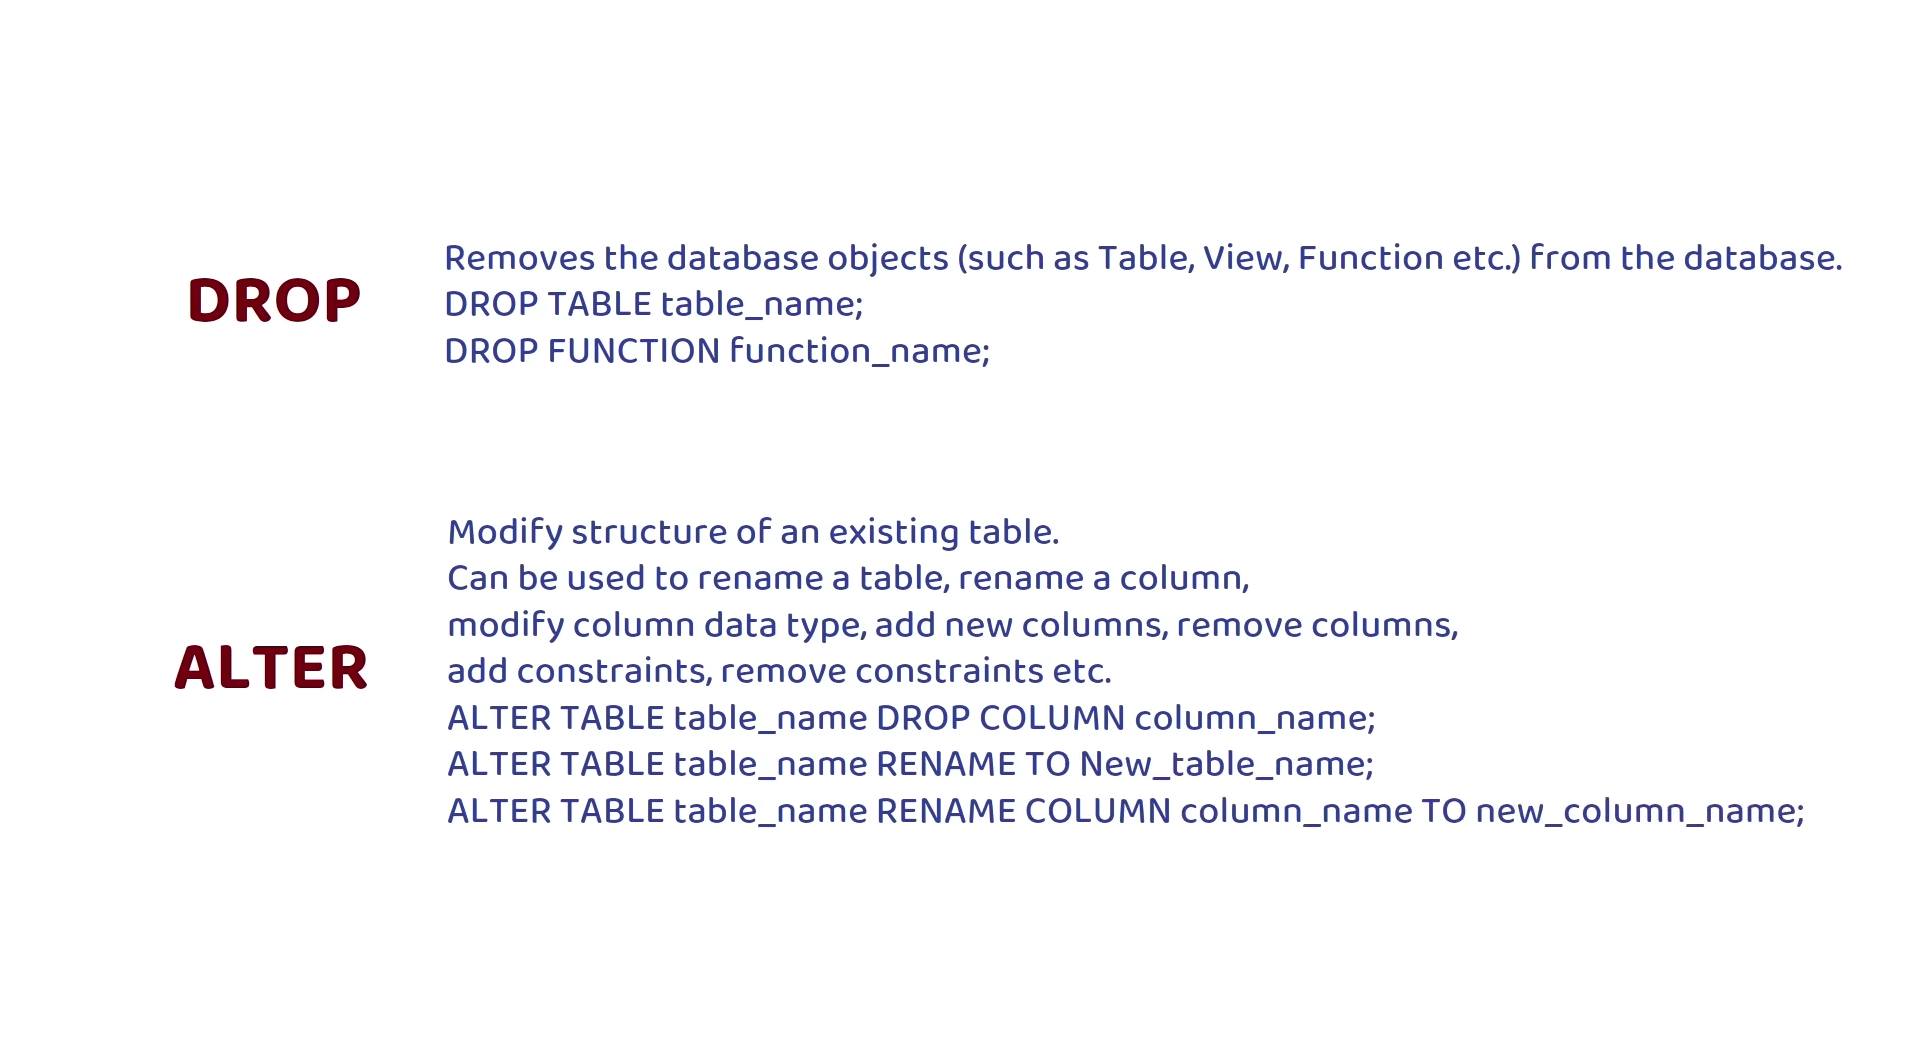 DROP
Removes the database objects (such as Table, View, Function etc.) from the database.
DROP TABLE table_name;
DROP FUNCTION function_name;
ALTER
Modify structure of an existing table.
Can be used to rename a table, rename a column,
modify column data type, add new columns, remove columns,
add constraints, remove constraints etc.
ALTER TABLE table_name DROP COLUMN column_name;
ALTER TABLE table_name RENAME TO New_table_name;
ALTER TABLE table_name RENAME COLUMN column_name TO new_column_name;